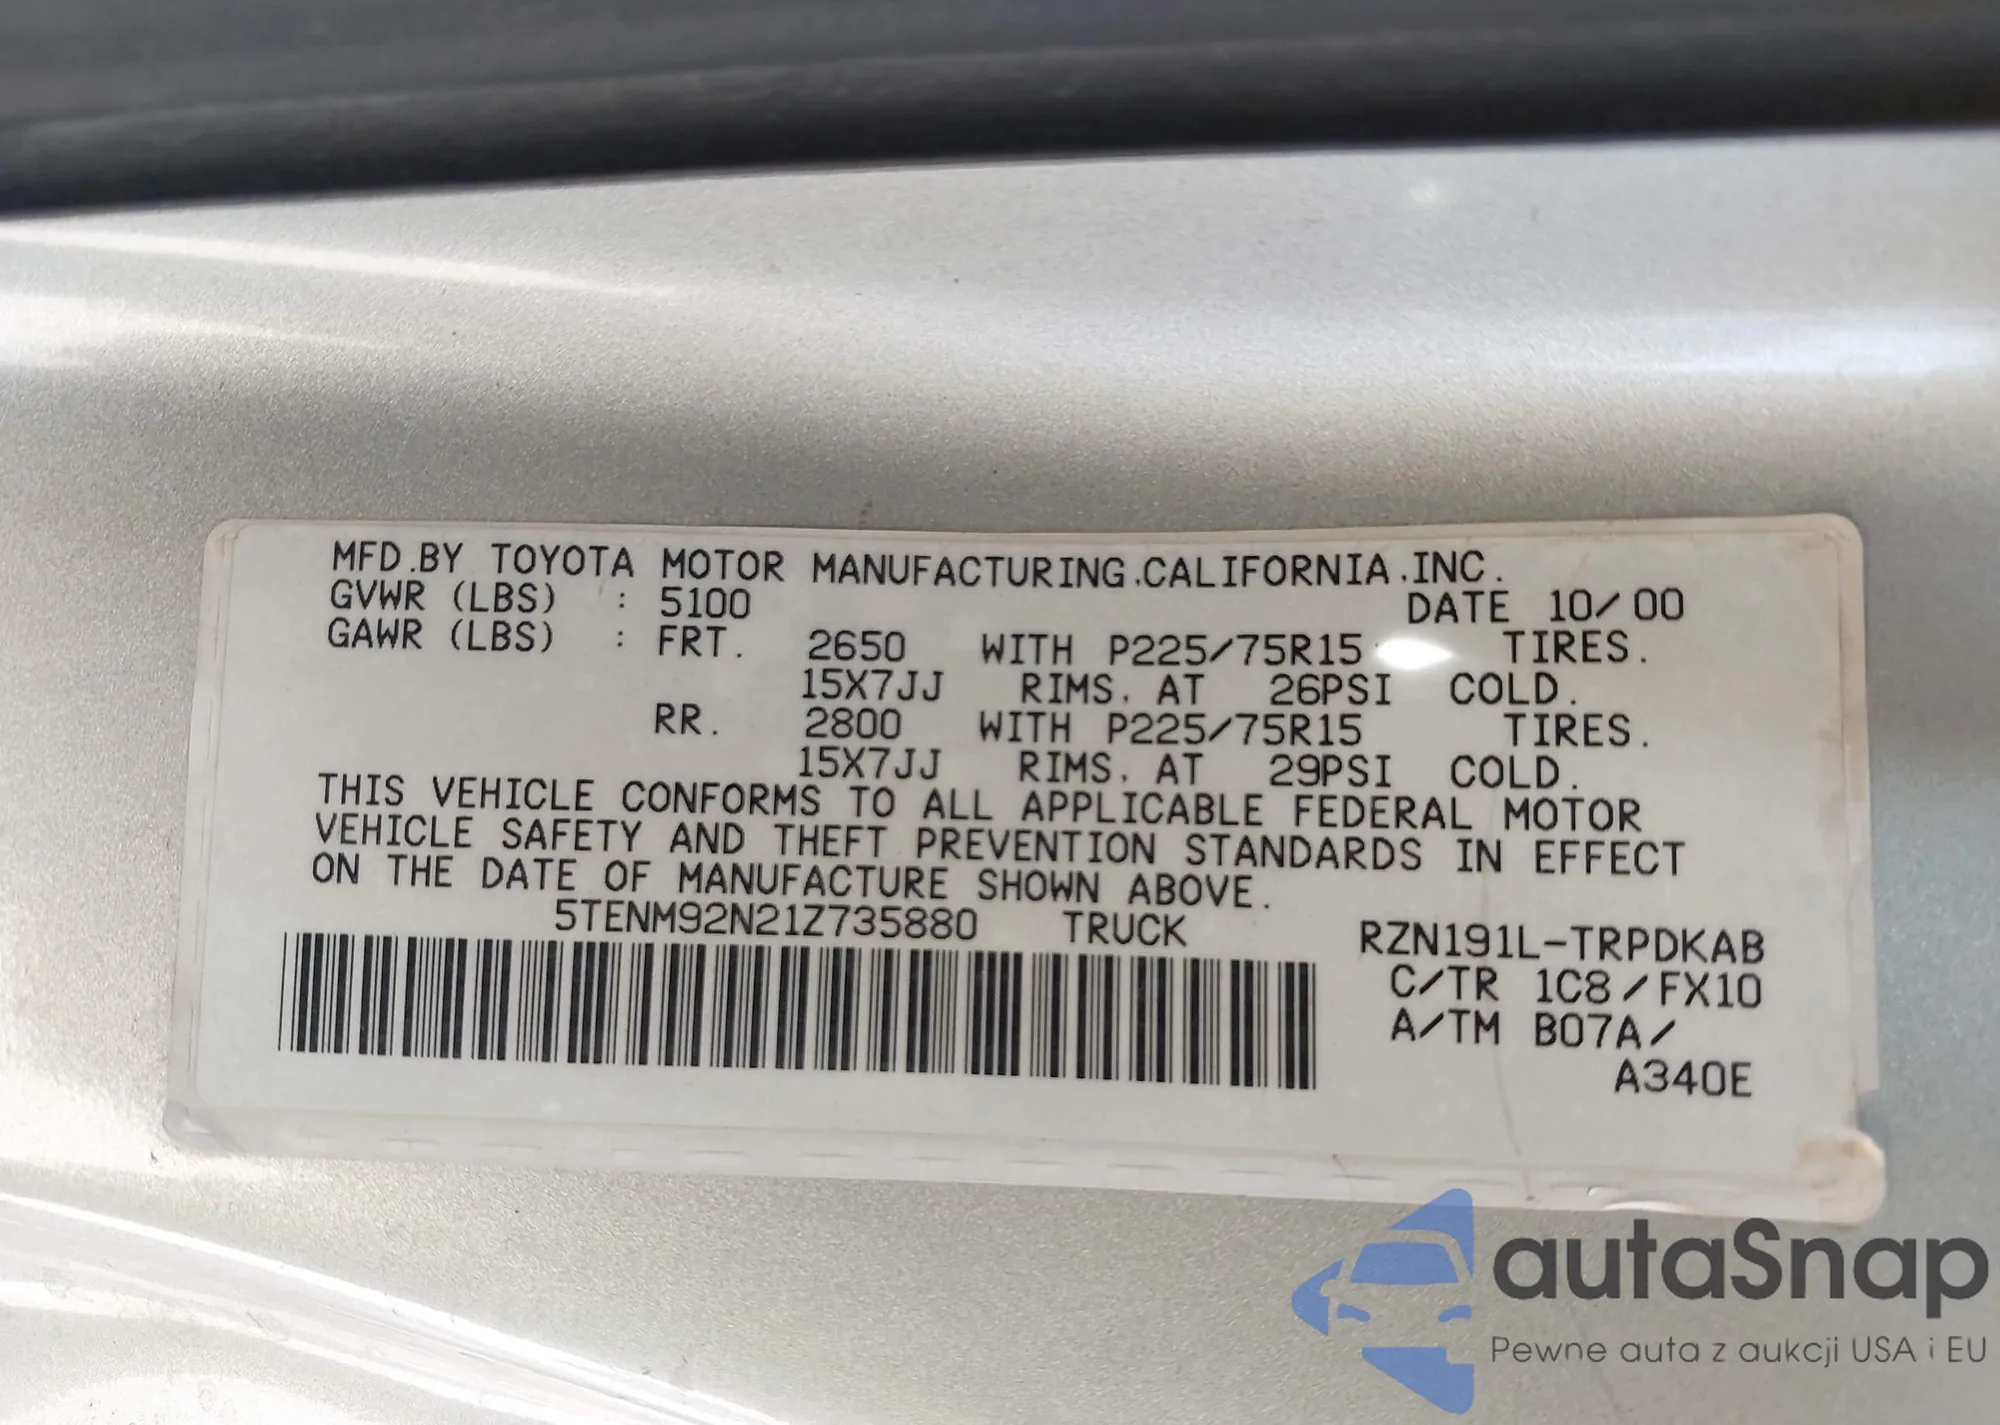 MFD.BY TOYOTA MOTOR MANUFACTURING.CALIFORNIA.INC.
GVWR (LBS) : 5100 DATE 10/00
GAWR (LBS) : FRT. 2650 WITH P225/75R15 TIRES.
15X7JJ RIMS. AT 26PSI COLD.
RR. 2800 WITH P225/75R15 TIRES.
15X7JJ RIMS. AT 29PSI COLD.
THIS VEHICLE CONFORMS TO ALL APPLICABLE FEDERAL MOTOR
VEHICLE SAFETY AND THEFT PREVENTION STANDARDS IN EFFECT
ON THE DATE OF MANUFACTURE SHOWN ABOVE.
5TENM92N21Z735880 TRUCK
RZN191L-TRPDKAB
C/TR 1C8/FX10
A/TM B07A/
A340E
autaSnap
Pewne auta z aukcji USA i EU